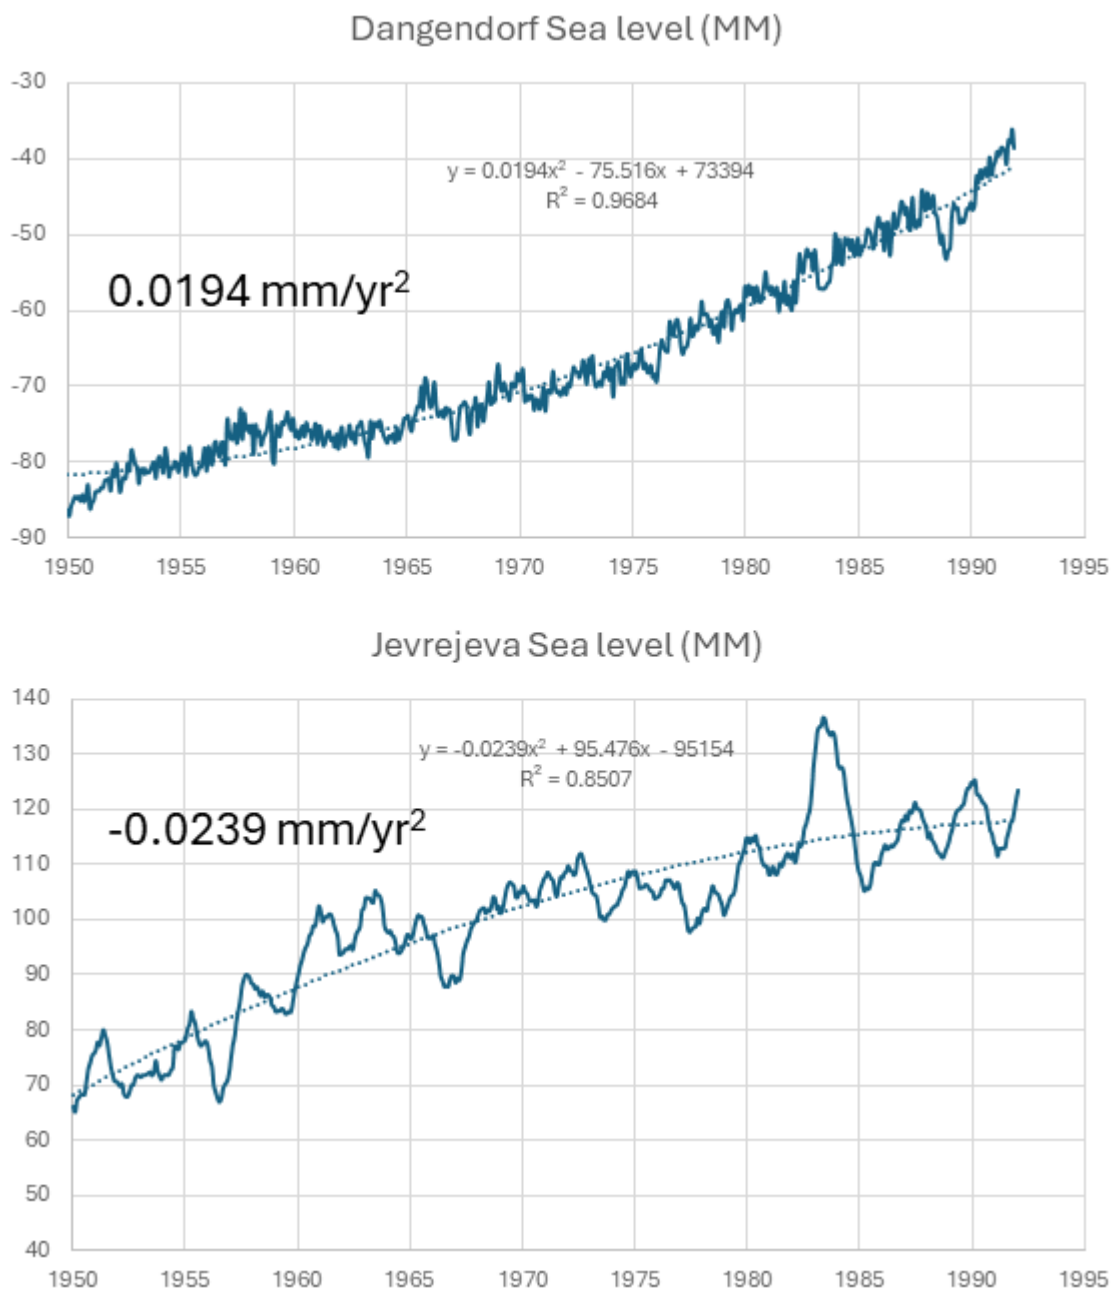 Dangendorf Sea level (MM)
-30
-40
y = 0.0194x² - 75.516x + 73394
R² = 0.9684
-50
0.0194 mm/yr²
-60
-70
-80
-90
1950 1955 1960 1965 1970 1975 1980 1985 1990 1995
Jevrejeva Sea level (MM)
140
130
y = -0.0239x² + 95.476x - 95154
R² = 0.8507
120
-0.0239 mm/yr²
110
100
90
80
70
60
50
40
1950 1955 1960 1965 1970 1975 1980 1985 1990 1995